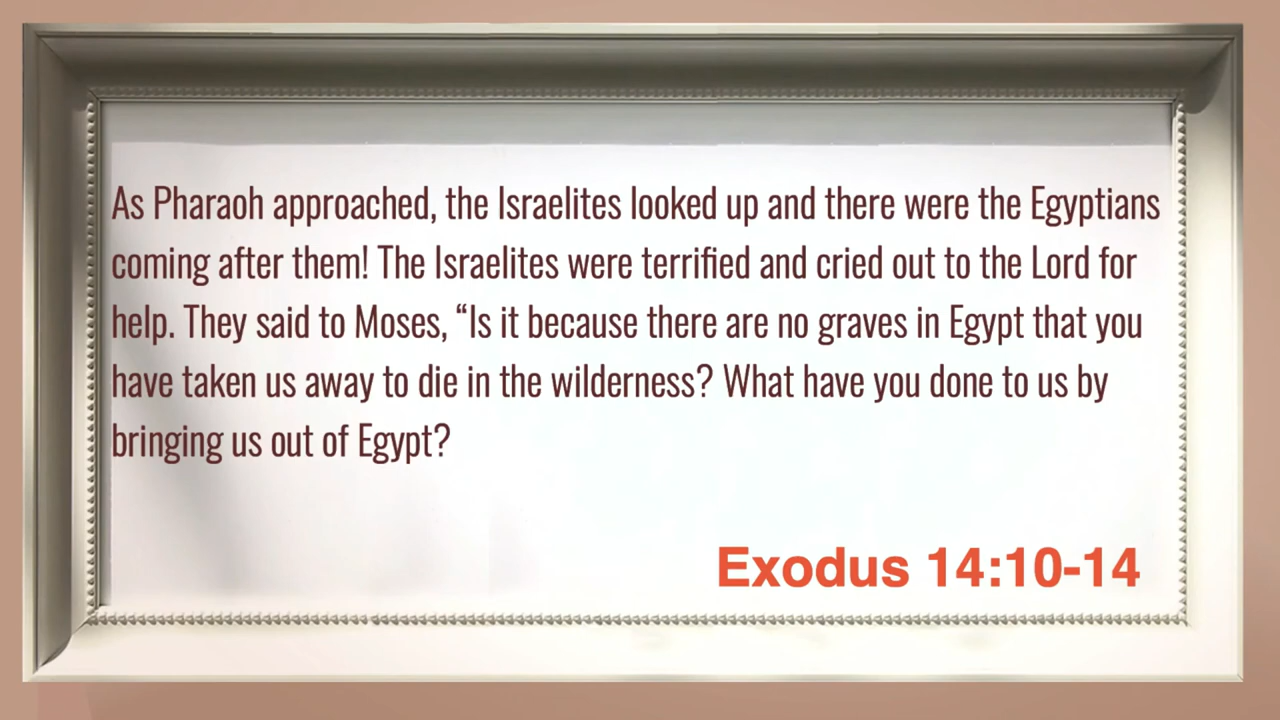 As Pharaoh approached, the Israelites looked up and there were the Egyptians
coming after them! The Israelites were terrified and cried out to the Lord for
help. They said to Moses, “Is it because there are no graves in Egypt that you
have taken us away to die in the wilderness? What have you done to us by
bringing us out of Egypt?
Exodus 14:10-14